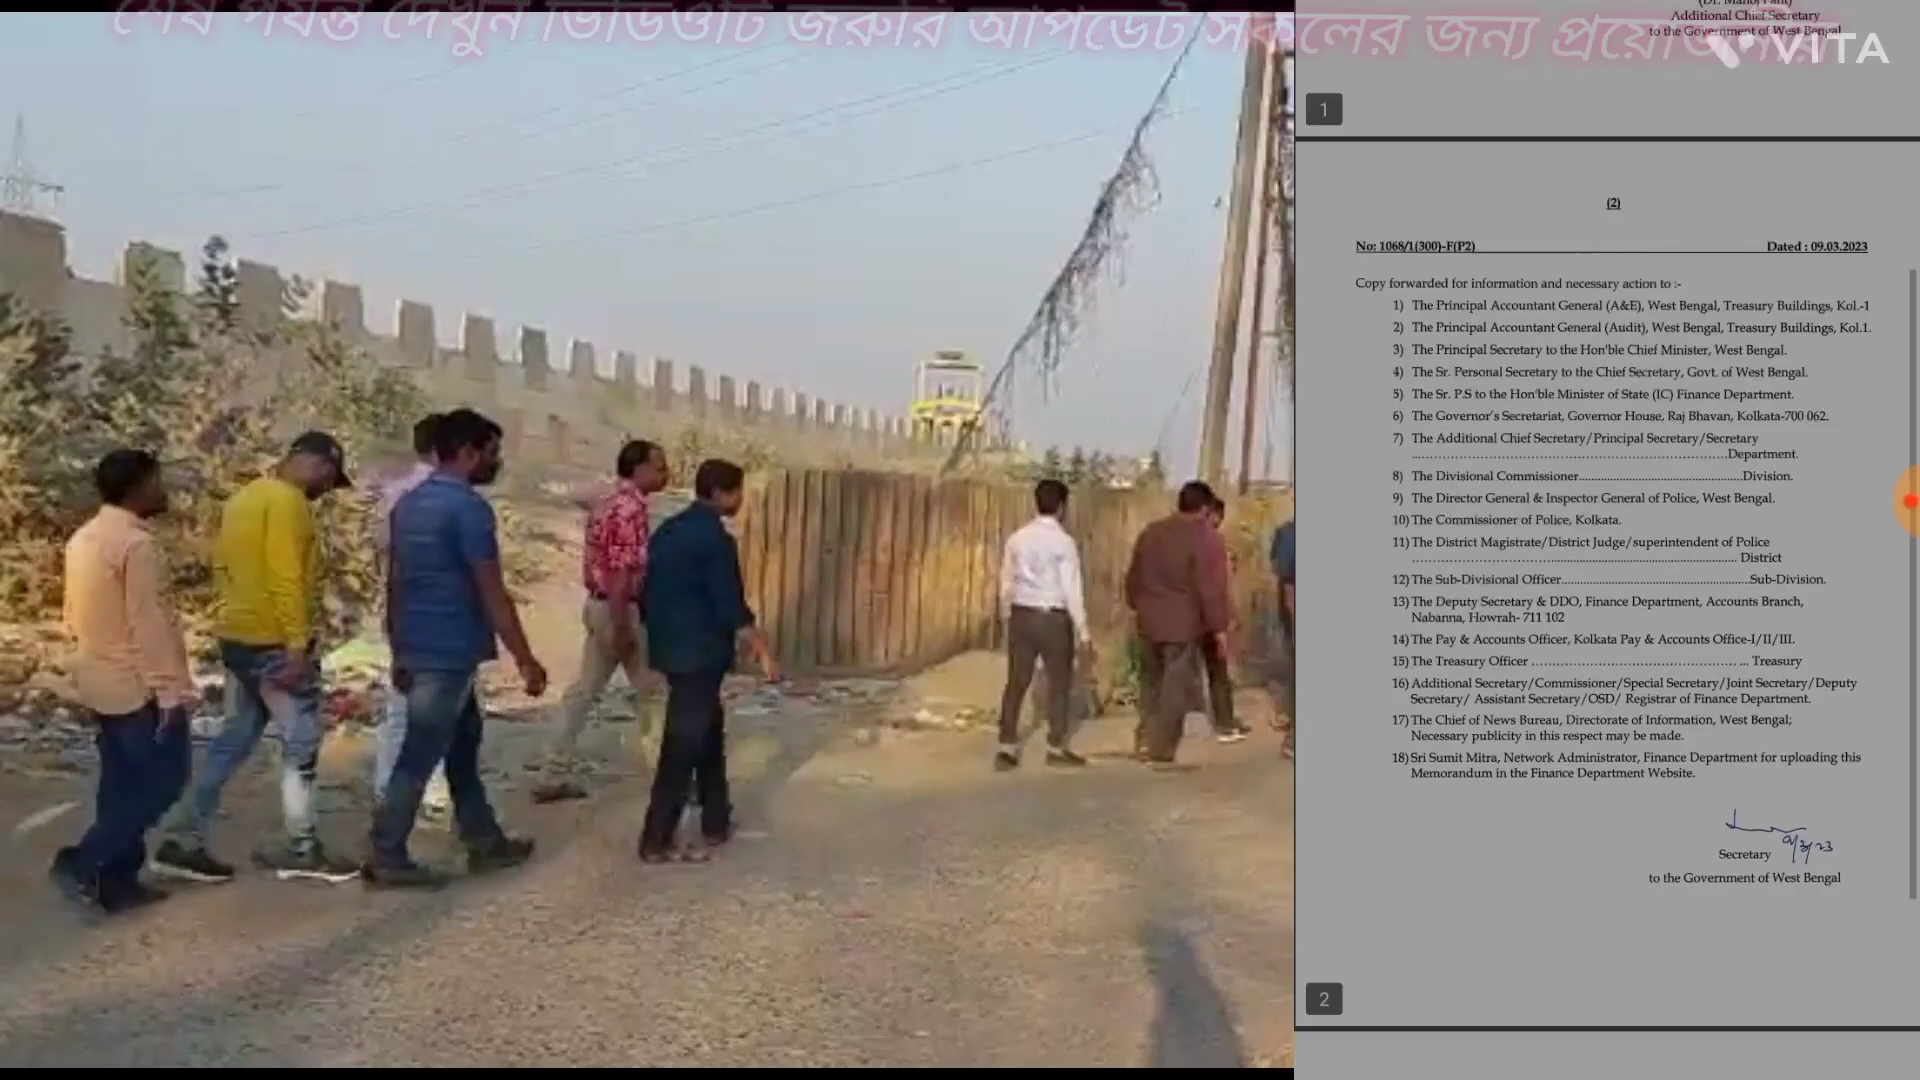 শেষ পর্যন্ত দেখুন ভিডিওটি জরুরি আপডেট সকলের জন্য
VITA
Additional Chief Secretary
to the Government of West Bengal
1
(2)
No: 1068/1(300)-F(P2) Dated : 09.03.2023
Copy forwarded for information and necessary action to :-
1) The Principal Accountant General (A&E), West Bengal, Treasury Buildings, Kol.-1
2) The Principal Accountant General (Audit), West Bengal, Treasury Buildings, Kol.1.
3) The Principal Secretary to the Hon'ble Chief Minister, West Bengal.
4) The Sr. Personal Secretary to the Chief Secretary, Govt. of West Bengal.
5) The Sr. P.S to the Hon'ble Minister of State (IC) Finance Department.
6) The Governor's Secretariat, Governor House, Raj Bhavan, Kolkata-700 062.
7) The Additional Chief Secretary/Principal Secretary/Secretary
...............................................................................Department.
8) The Divisional Commissioner......................................................Division.
9) The Director General & Inspector General of Police, West Bengal.
10) The Commissioner of Police, Kolkata.
11) The District Magistrate/District Judge/superintendent of Police
................................................................................. District
12) The Sub-Divisional Officer..............................................................Sub-Division.
13) The Deputy Secretary & DDO, Finance Department, Accounts Branch,
Nabanna, Howrah- 711 102
14) The Pay & Accounts Officer, Kolkata Pay & Accounts Office-I/II/III.
15) The Treasury Officer .................................................... Treasury
16) Additional Secretary/Commissioner/Special Secretary/Joint Secretary/Deputy
Secretary/ Assistant Secretary/OSD/ Registrar of Finance Department.
17) The Chief of News Bureau, Directorate of Information, West Bengal;
Necessary publicity in this respect may be made.
18) Sri Sumit Mitra, Network Administrator, Finance Department for uploading this
Memorandum in the Finance Department Website.
9/3/23
Secretary
to the Government of West Bengal
2